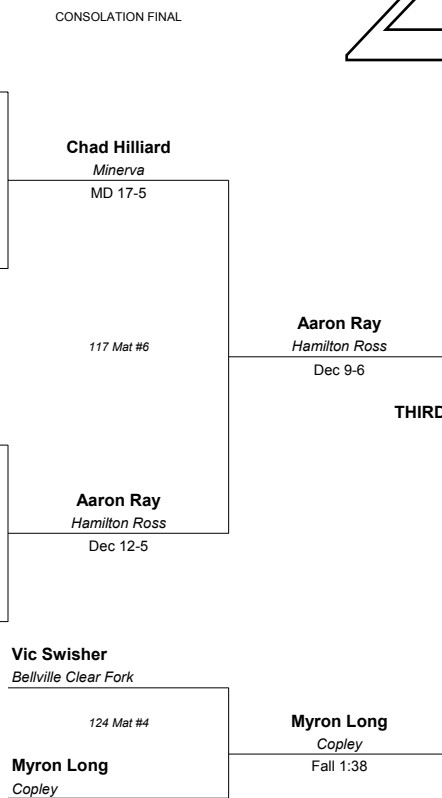 CONSOLATION FINAL
Chad Hilliard
Minerva
MD 17-5
117 Mat #6
Aaron Ray
Hamilton Ross
Dec 9-6
THIRD
Aaron Ray
Hamilton Ross
Dec 12-5
Vic Swisher
Bellville Clear Fork
124 Mat #4
Myron Long
Copley
Fall 1:38
Myron Long
Copley